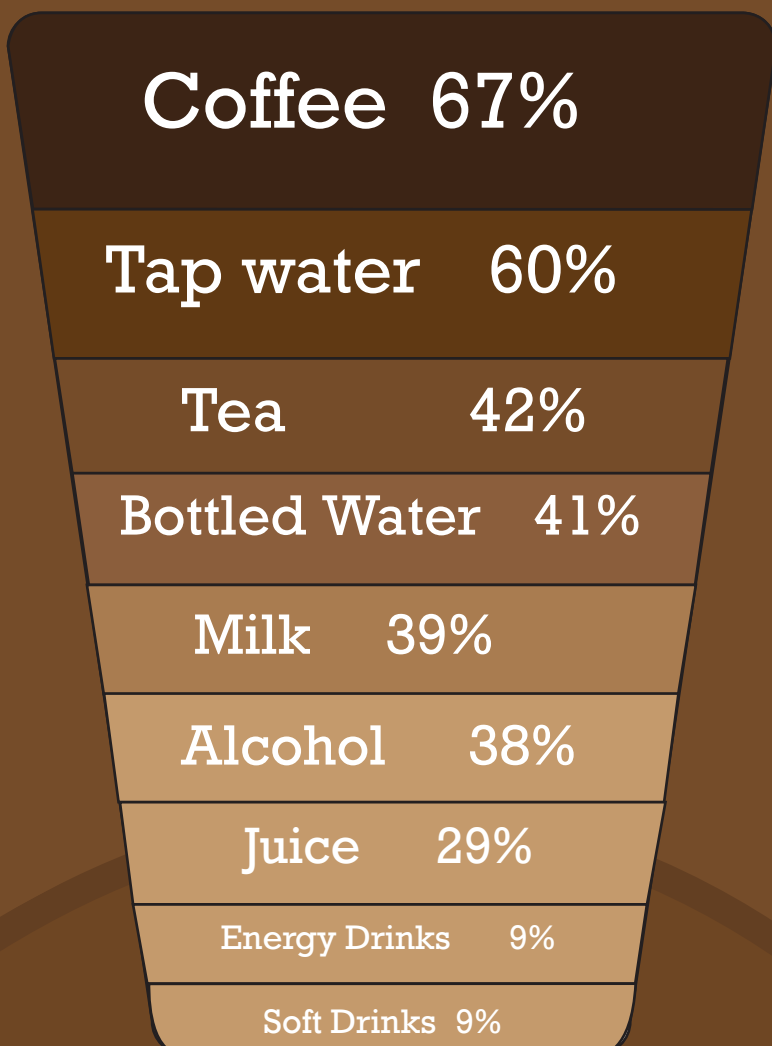 Coffee 67%
Tap water 60%
Tea 42%
Bottled Water 41%
Milk 39%
Alcohol 38%
Juice 29%
Energy Drinks 9%
Soft Drinks 9%